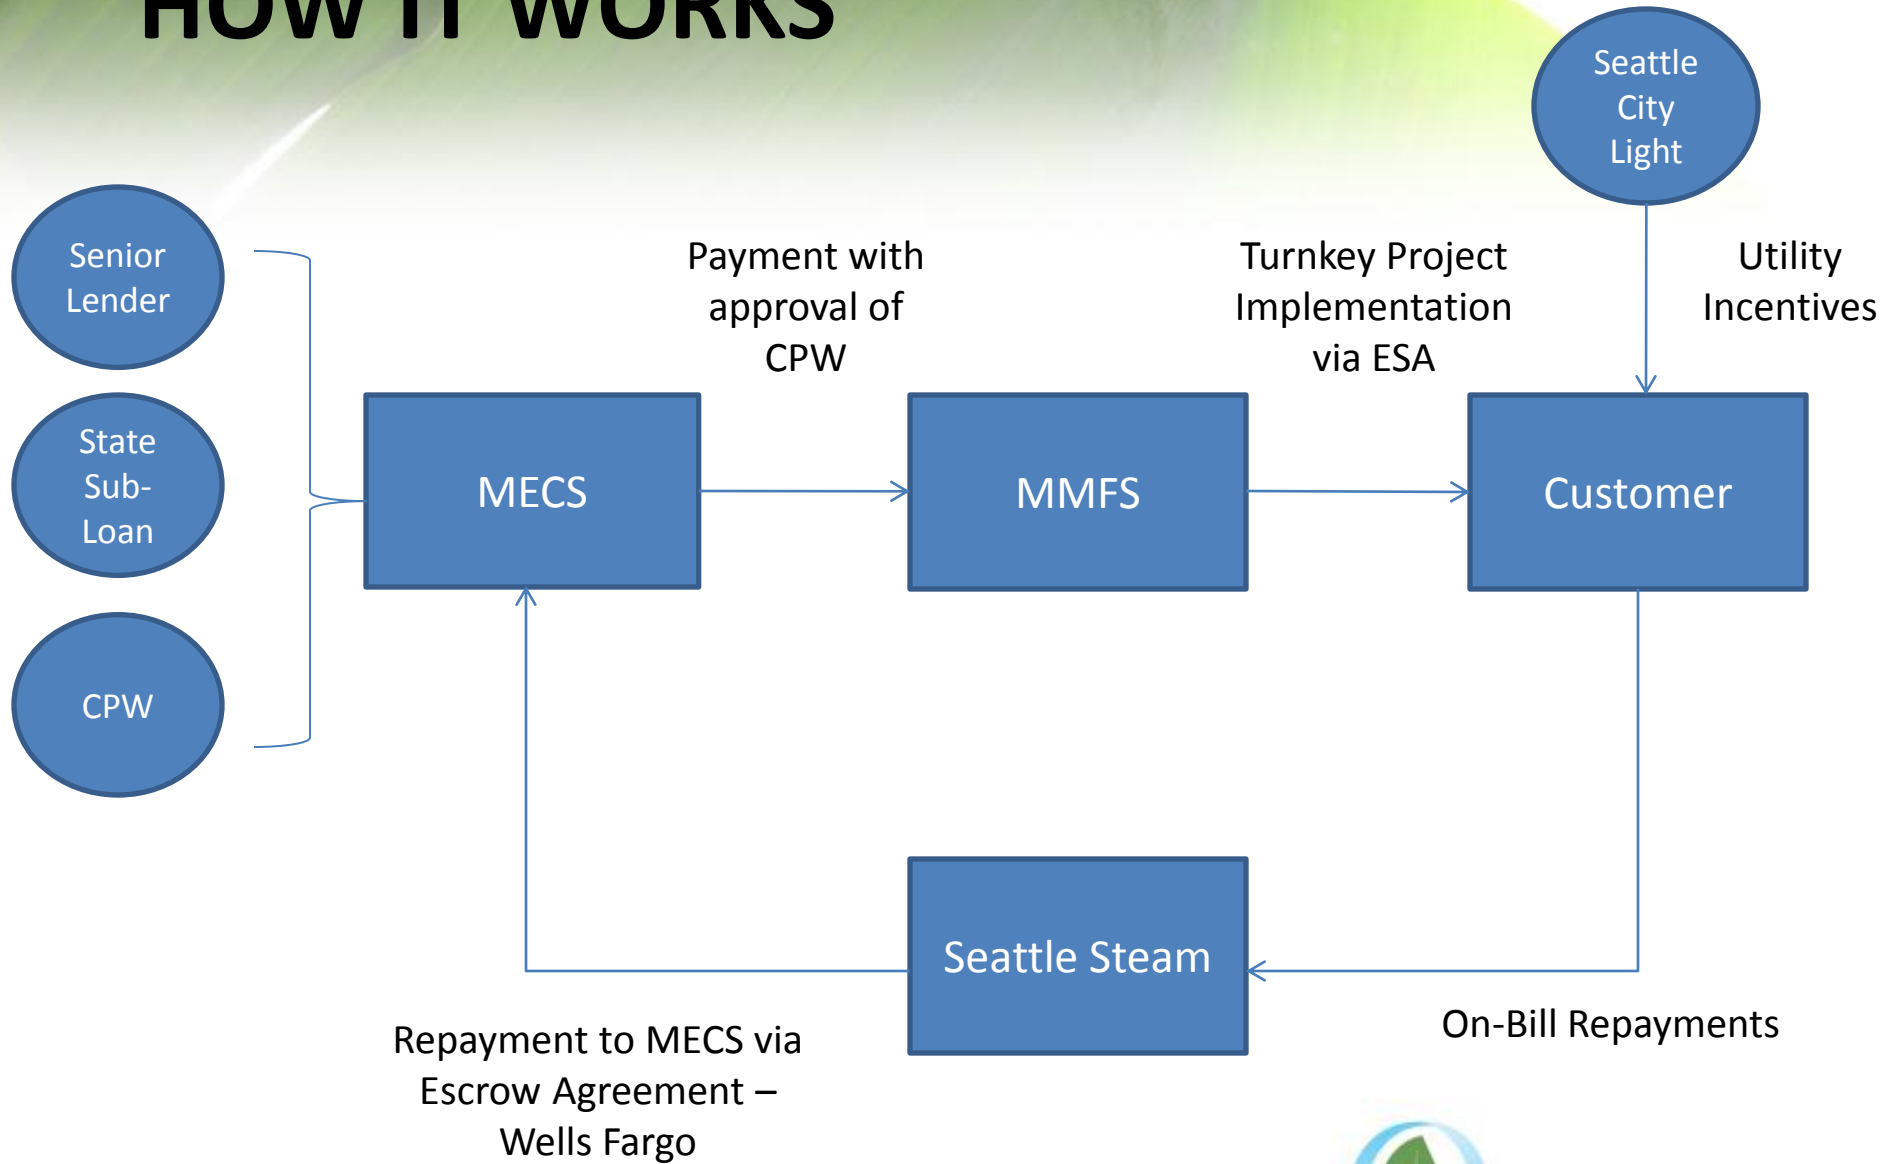 HOW IT WORKS
Seattle
City
Light
Senior
Lender
Payment with
approval of
CPW
Turnkey Project
Implementation
via ESA
Utility
Incentives
State
Sub-
Loan
MECS
MMFS
Customer
CPW
Seattle Steam
On-Bill Repayments
Repayment to MECS via
Escrow Agreement –
Wells Fargo